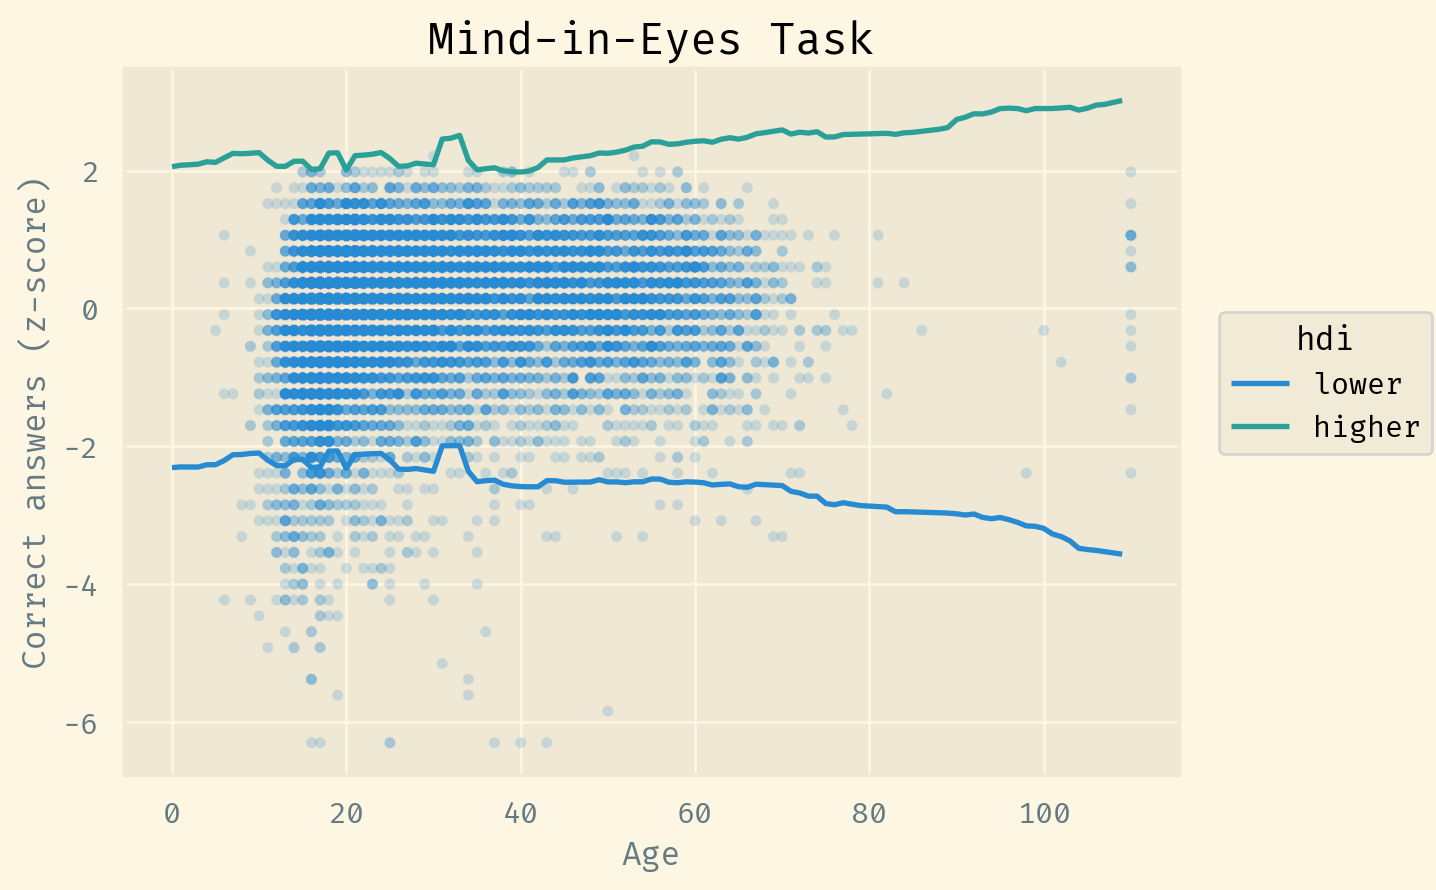 Mind-in-Eyes Task
Correct answers (z-score)
2
0
-2
-4
-6
0 20 40 60 80 100
Age
hdi
lower
higher